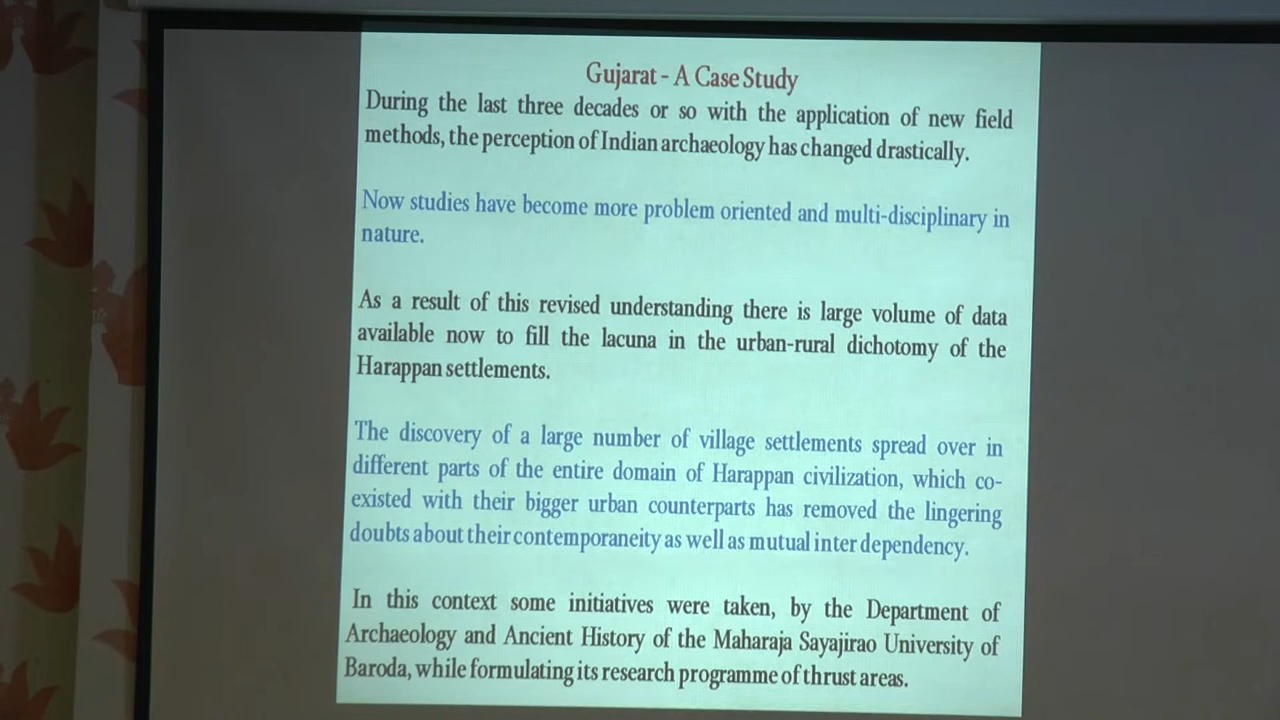 Gujarat - A Case Study
During the last three decades or so with the application of new field
methods, the perception of Indian archaeology has changed drastically.
Now studies have become more problem oriented and multi-disciplinary in
nature.
As a result of this revised understanding there is large volume of data
available now to fill the lacuna in the urban-rural dichotomy of the
Harappan settlements.
The discovery of a large number of village settlements spread over in
different parts of the entire domain of Harappan civilization, which co-
existed with their bigger urban counterparts has removed the lingering
doubts about their contemporaneity as well as mutual inter dependency.
In this context some initiatives were taken, by the Department of
Archaeology and Ancient History of the Maharaja Sayajirao University of
Baroda, while formulating its research programme of thrust areas.